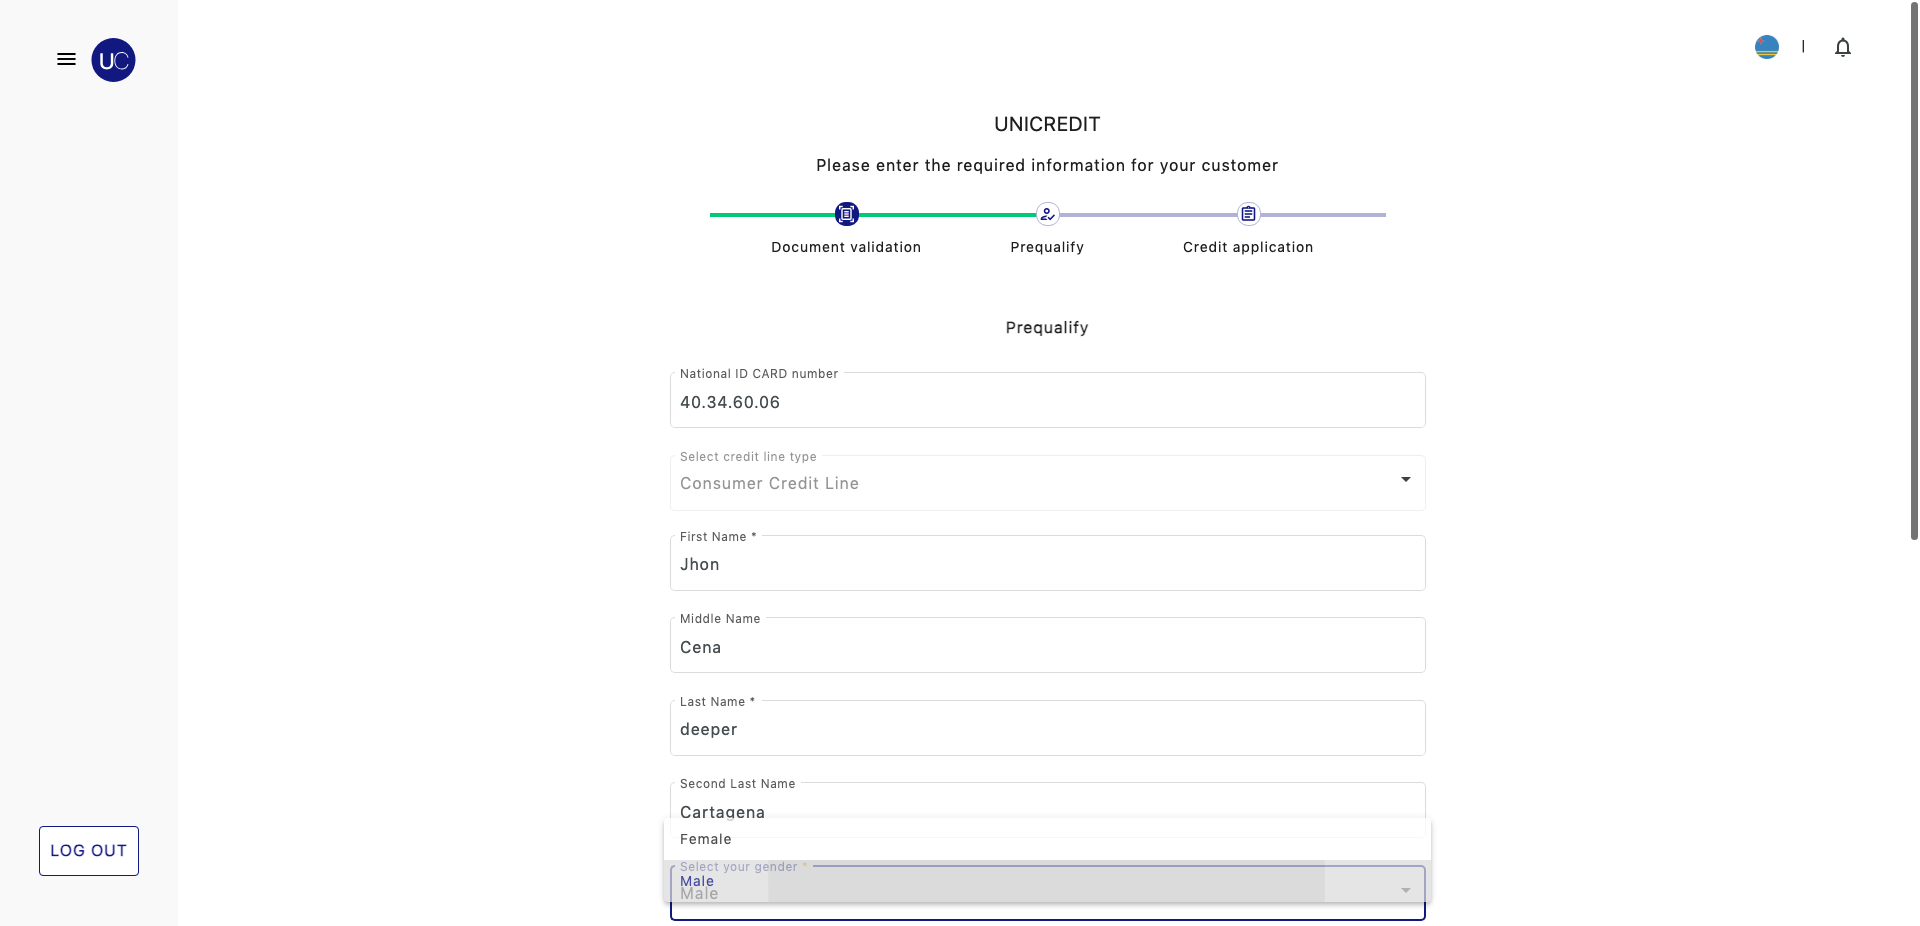 UC
UNICREDIT
Please enter the required information for your customer
Document validation
Prequalify
Credit application
Prequalify
National ID CARD number
40.34.60.06
Select credit line type
Consumer Credit Line
First Name *
Jhon
Middle Name
Cena
Last Name *
deeper
Second Last Name
Cartagena
Female
Select your gender *
Male
Male
LOG OUT